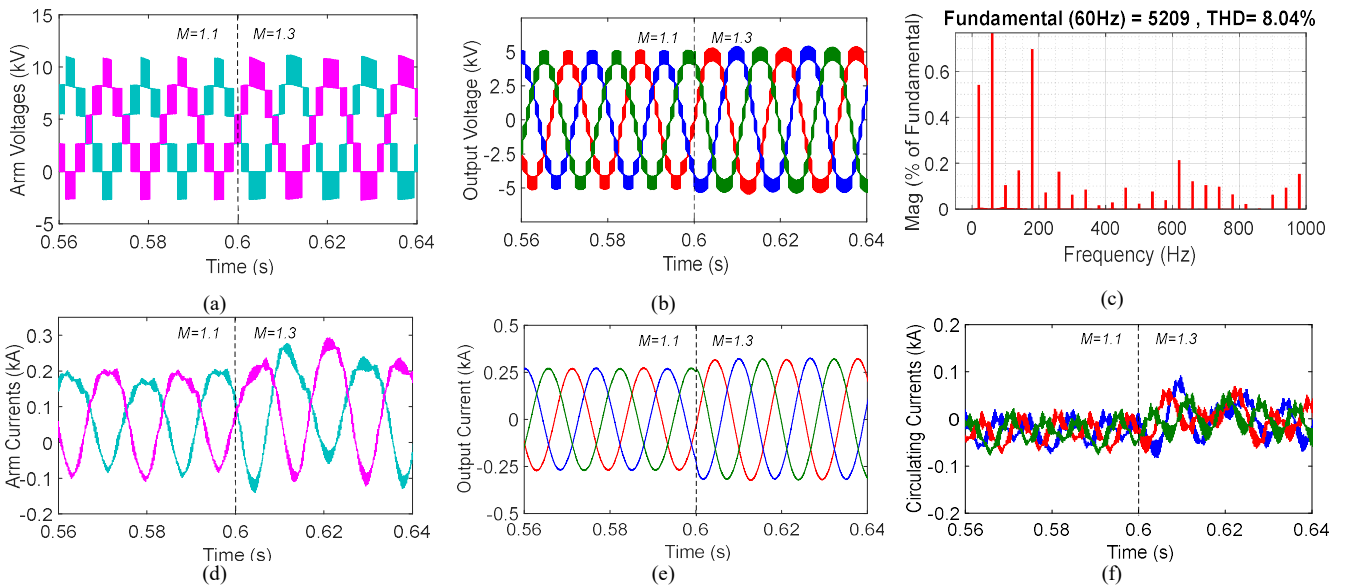 Arm Voltages (kV)
15
10
5
0
-5
M=1.1 M=1.3
0.56 0.58 0.6 0.62 0.64
Time (s)
(a)
Output Voltage (kV)
5
2.5
0
-2.5
-5
M=1.1 M=1.3
0.56 0.58 0.6 0.62 0.64
Time (s)
(b)
Fundamental (60Hz) = 5209 , THD= 8.04%
Mag (% of Fundamental)
0.6
0.4
0.2
0
0 200 400 600 800 1000
Frequency (Hz)
(c)
Arm Currents (kA)
0.3
0.2
0.1
0
-0.1
-0.2
M=1.1 M=1.3
0.56 0.58 0.6 0.62 0.64
Time (s)
(d)
Output Current (kA)
0.5
0.25
0
-0.25
-0.5
M=1.1 M=1.3
0.56 0.58 0.6 0.62 0.64
Time (s)
(e)
Circulating Currents (kA)
0.2
0.1
0
-0.1
-0.2
M=1.1 M=1.3
0.56 0.58 0.6 0.62 0.64
Time (s)
(f)